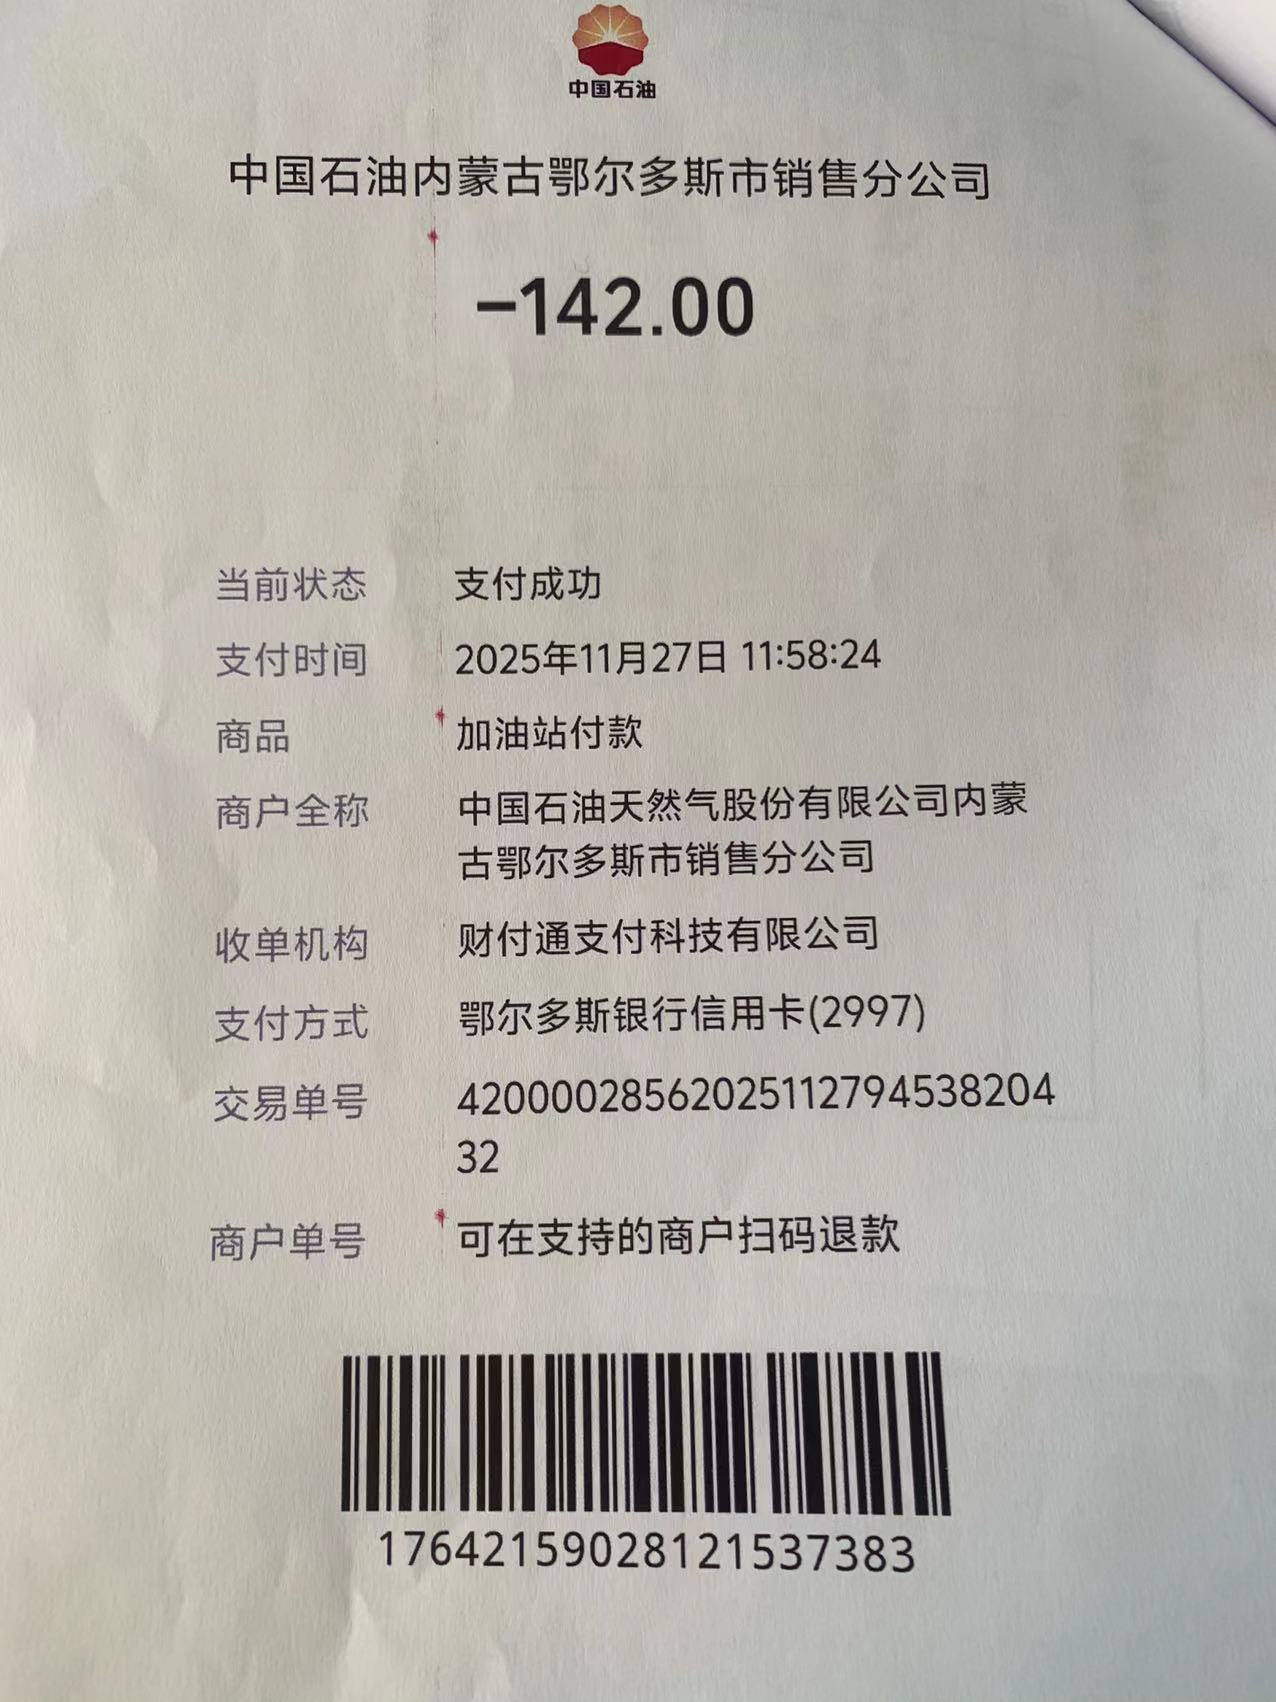 中国石油
中国石油内蒙古鄂尔多斯市销售分公司
-142.00
当前状态 支付成功
支付时间 2025年11月27日 11:58:24
商品 加油站付款
商户全称 中国石油天然气股份有限公司内蒙
古鄂尔多斯市销售分公司
收单机构 财付通支付科技有限公司
支付方式 鄂尔多斯银行信用卡(2997)
交易单号 42000028562025112794538204
32
商户单号 可在支持的商户扫码退款
17642159028121537383